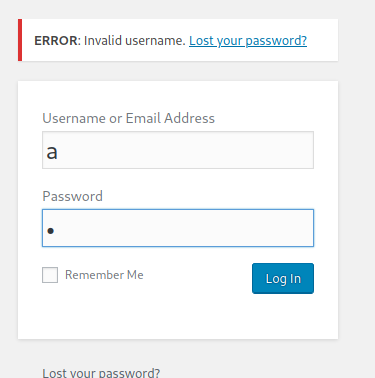 ERROR: Invalid username. Lost your password?
Username or Email Address
a
Password
•
Remember Me
Log In
Lost your password?